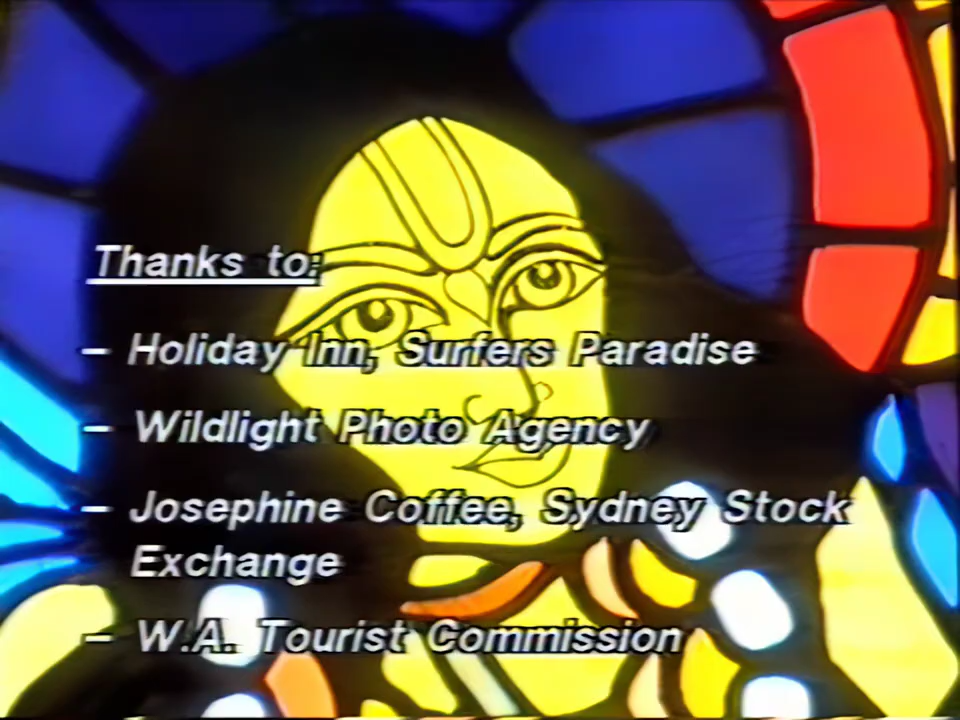 Thanks to:
– Holiday Inn, Surfers Paradise
– Wildlight Photo Agency
– Josephine Coffee, Sydney Stock
Exchange
– W.A. Tourist Commission